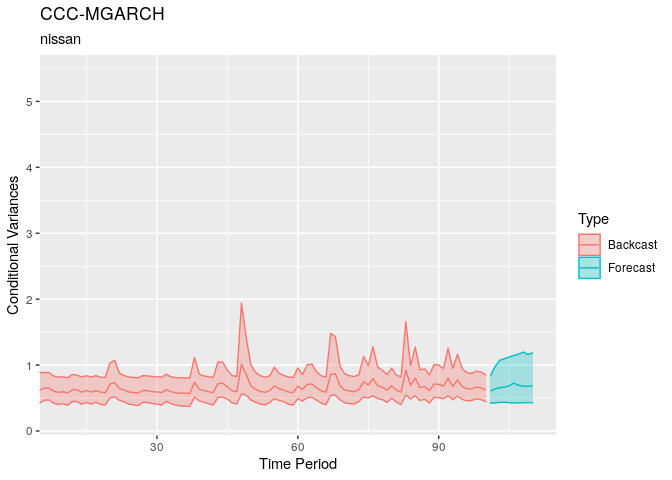 CCC-MGARCH
nissan
5
4
3
2
1
0
Conditional Variances
30
60
90
Time Period
Type
Backcast
Forecast